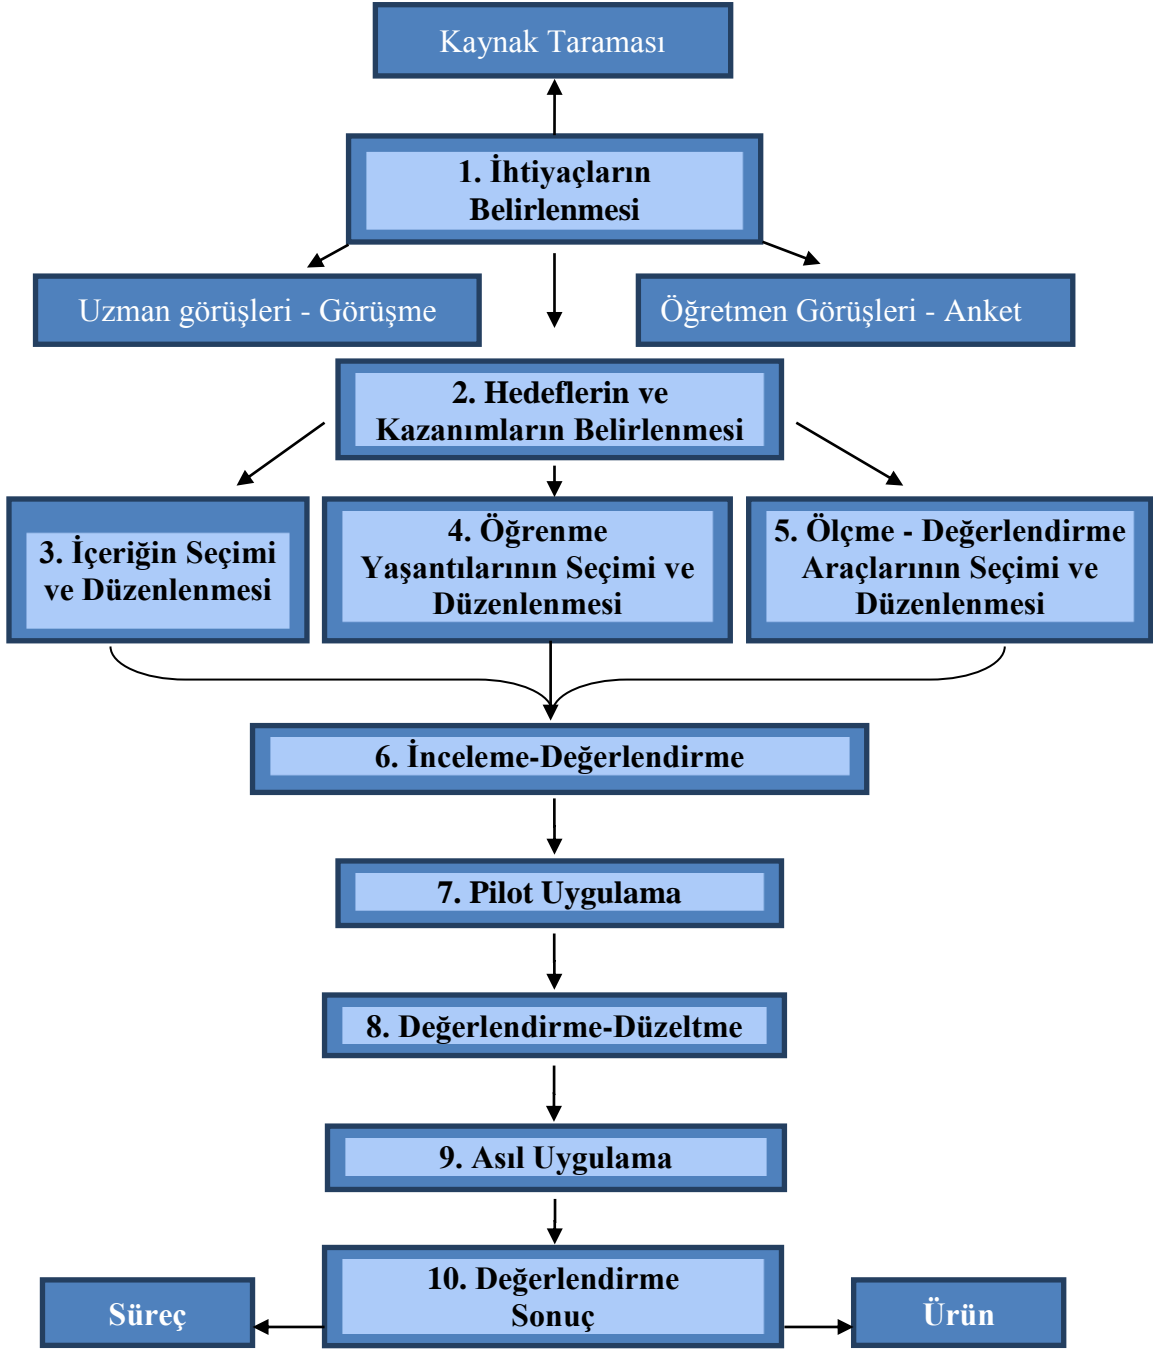 Kaynak Taraması
1. İhtiyaçların
Belirlenmesi
Uzman görüşleri - Görüşme
Öğretmen Görüşleri - Anket
2. Hedeflerin ve
Kazanımların Belirlenmesi
3. İçeriğin Seçimi
ve Düzenlenmesi
4. Öğrenme
Yaşantılarının Seçimi ve
Düzenlenmesi
5. Ölçme - Değerlendirme
Araçlarının Seçimi ve
Düzenlenmesi
6. İnceleme-Değerlendirme
7. Pilot Uygulama
8. Değerlendirme-Düzeltme
9. Asıl Uygulama
10. Değerlendirme
Sonuç
Süreç
Ürün